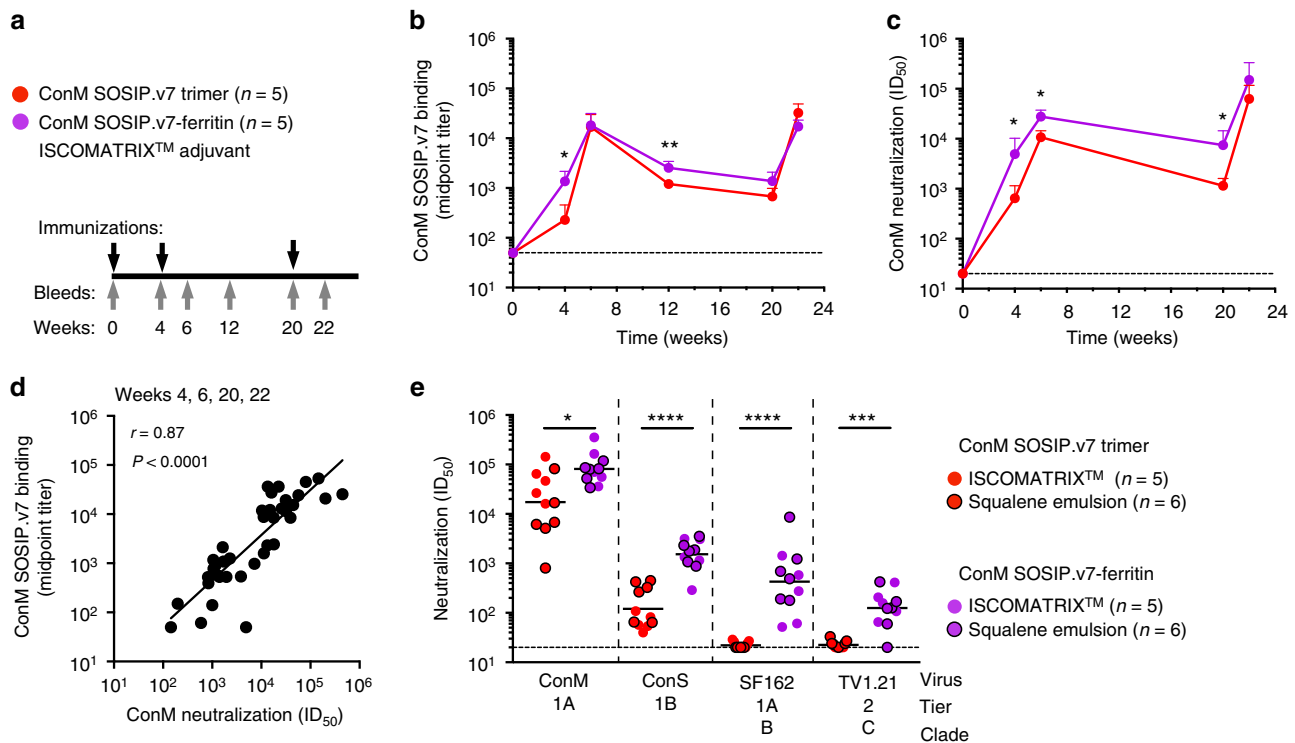 a
ConM SOSIP.v7 trimer (n = 5)
ConM SOSIP.v7-ferritin (n = 5)
ISCOMATRIX™ adjuvant
Immunizations:
Bleeds:
Weeks: 0 4 6 12 20 22
b
ConM SOSIP.v7 binding
(midpoint titer)
10⁶
10⁵
10⁴
10³
10²
10¹
* **
0 4 8 12 16 20 24
Time (weeks)
c
ConM neutralization (ID₅₀)
10⁶
10⁵
10⁴
10³
10²
10¹
* * *
0 4 8 12 16 20 24
Time (weeks)
d
Weeks 4, 6, 20, 22
ConM SOSIP.v7 binding
(midpoint titer)
10⁶
10⁵
10⁴
10³
10²
10¹
r = 0.87
P < 0.0001
10¹ 10² 10³ 10⁴ 10⁵ 10⁶
ConM neutralization (ID₅₀)
e
Neutralization (ID₅₀)
10⁶
10⁵
10⁴
10³
10²
10¹
* **** **** ***
ConM ConS SF162 TV1.21 Virus
1A 1B 1A 2 Tier
B C Clade
ConM SOSIP.v7 trimer
ISCOMATRIX™ (n = 5)
Squalene emulsion (n = 6)
ConM SOSIP.v7-ferritin
ISCOMATRIX™ (n = 5)
Squalene emulsion (n = 6)